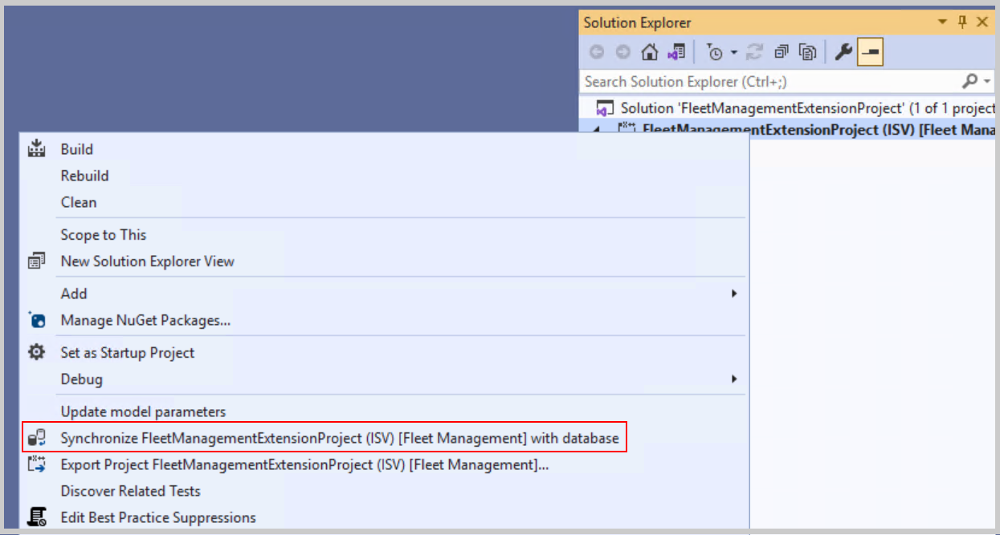 Solution Explorer
Search Solution Explorer (Ctrl+;)
Solution 'FleetManagementExtensionProject' (1 of 1 project
FleetManagementExtensionProject (ISV) [Fleet Mana
Build
Rebuild
Clean
Scope to This
New Solution Explorer View
Add
Manage NuGet Packages...
Set as Startup Project
Debug
Update model parameters
Synchronize FleetManagementExtensionProject (ISV) [Fleet Management] with database
Export Project FleetManagementExtensionProject (ISV) [Fleet Management]...
Discover Related Tests
Edit Best Practice Suppressions